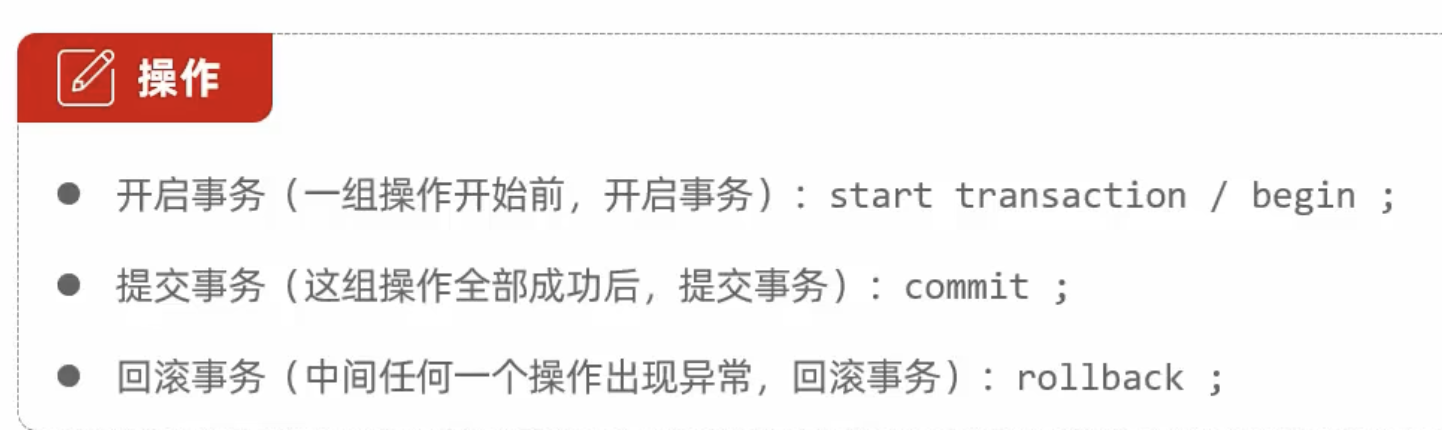 操作
● 开启事务（一组操作开始前，开启事务）：start transaction / begin ;
● 提交事务（这组操作全部成功后，提交事务）：commit ;
● 回滚事务（中间任何一个操作出现异常，回滚事务）：rollback ;